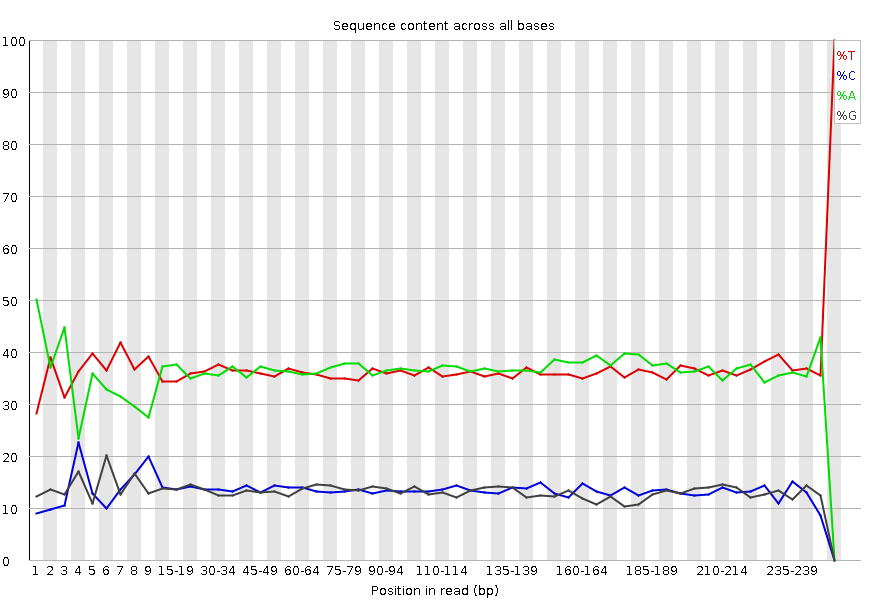 Sequence content across all bases
100
90
80
70
60
50
40
30
20
10
0
%T
%C
%A
%G
1 2 3 4 5 6 7 8 9 15-19 30-34 45-49 60-64 75-79 90-94 110-114 135-139 160-164 185-189 210-214 235-239
Position in read (bp)